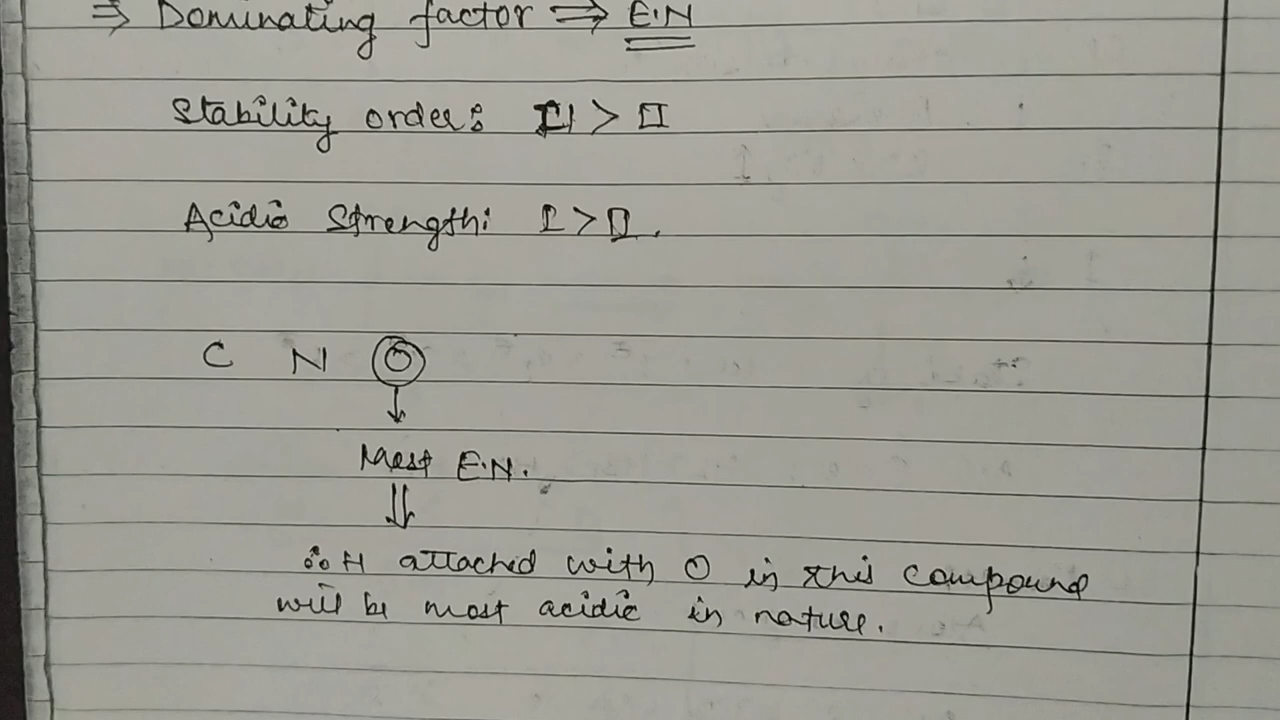 ⇒ Dominating factor ⇒ E.N
Stability order: II > II
Acidic Strength: I > II.
C N O
↓
Most E.N.
⇓
∴ H attached with O in this compound
will be most acidic in nature.